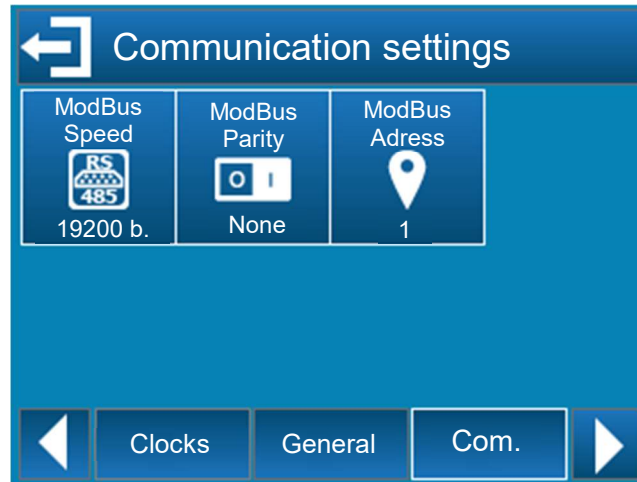 Communication settings
ModBus
Speed
RS
485
19200 b.
ModBus
Parity
O I
None
ModBus
Adress
1
Clocks
General
Com.